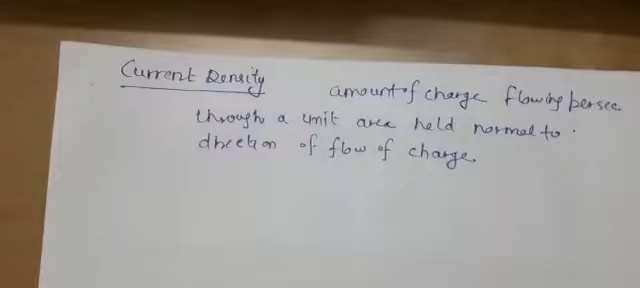 Current Density amount of charge flowing per sec
through a unit area held normal to
direction of flow of charge.